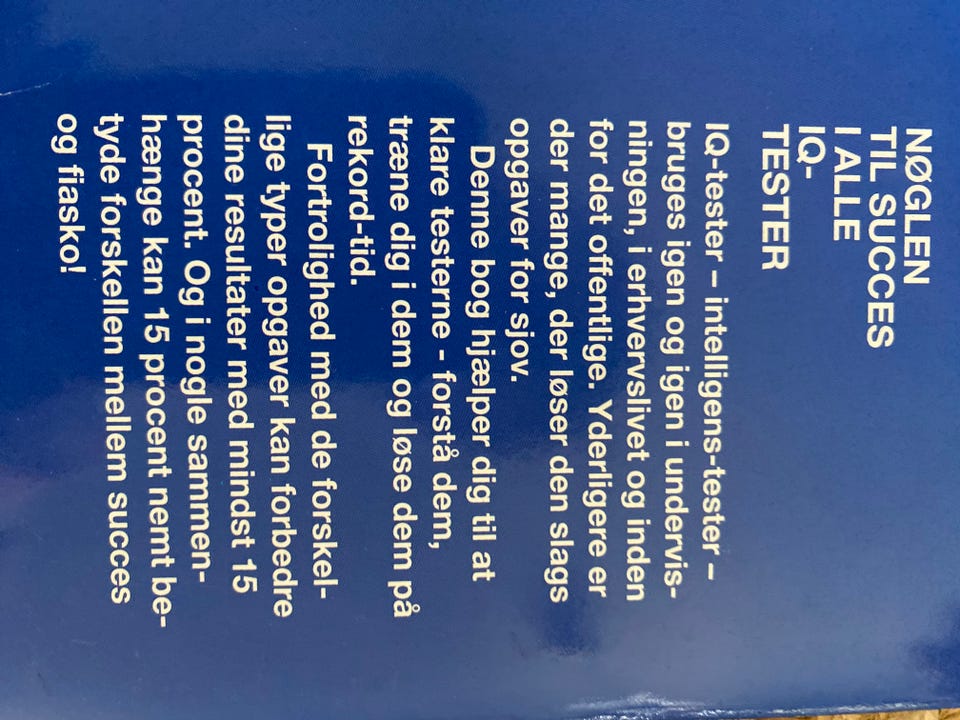 NØGLEN
TIL SUCCES
I ALLE
IQ-
TESTER
IQ-tester – intelligens-tester –
bruges igen og igen i undervis-
ningen, i erhvervslivet og inden
for det offentlige. Yderligere er
der mange, der løser den slags
opgaver for sjov.
Denne bog hjælper dig til at
klare testerne - forstå dem,
træne dig i dem og løse dem på
rekord-tid.
Fortrolighed med de forskel-
lige typer opgaver kan forbedre
dine resultater med mindst 15
procent. Og i nogle sammen-
hænge kan 15 procent nemt be-
tyde forskellen mellem succes
og fiasko!